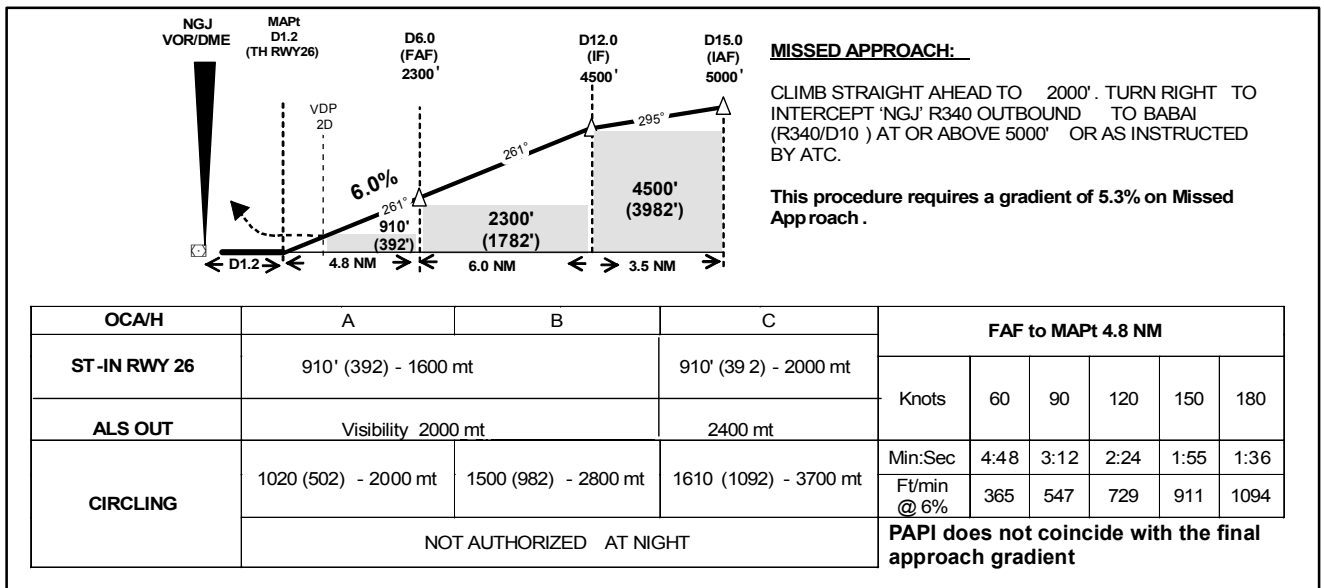 NGJ
VOR/DME
MAPt
D1.2
(TH RWY26)
D6.0
(FAF)
2300'
D12.0
(IF)
4500'
D15.0
(IAF)
5000'
VDP
2D
6.0%
261°
261°
295°
910'
(392')
2300'
(1782')
4500'
(3982')
D1.2
4.8 NM
6.0 NM
3.5 NM
MISSED APPROACH:
CLIMB STRAIGHT AHEAD TO 2000'. TURN RIGHT TO
INTERCEPT 'NGJ' R340 OUTBOUND TO BABAI
(R340/D10 ) AT OR ABOVE 5000' OR AS INSTRUCTED
BY ATC.
This procedure requires a gradient of 5.3% on Missed
Approach .
OCA/H A B C
ST-IN RWY 26 910' (392) - 1600 mt 910' (39 2) - 2000 mt
ALS OUT Visibility 2000 mt 2400 mt
CIRCLING 1020 (502) - 2000 mt 1500 (982) - 2800 mt 1610 (1092) - 3700 mt
NOT AUTHORIZED AT NIGHT
FAF to MAPt 4.8 NM
Knots 60 90 120 150 180
Min:Sec 4:48 3:12 2:24 1:55 1:36
Ft/min
@ 6% 365 547 729 911 1094
PAPI does not coincide with the final
approach gradient